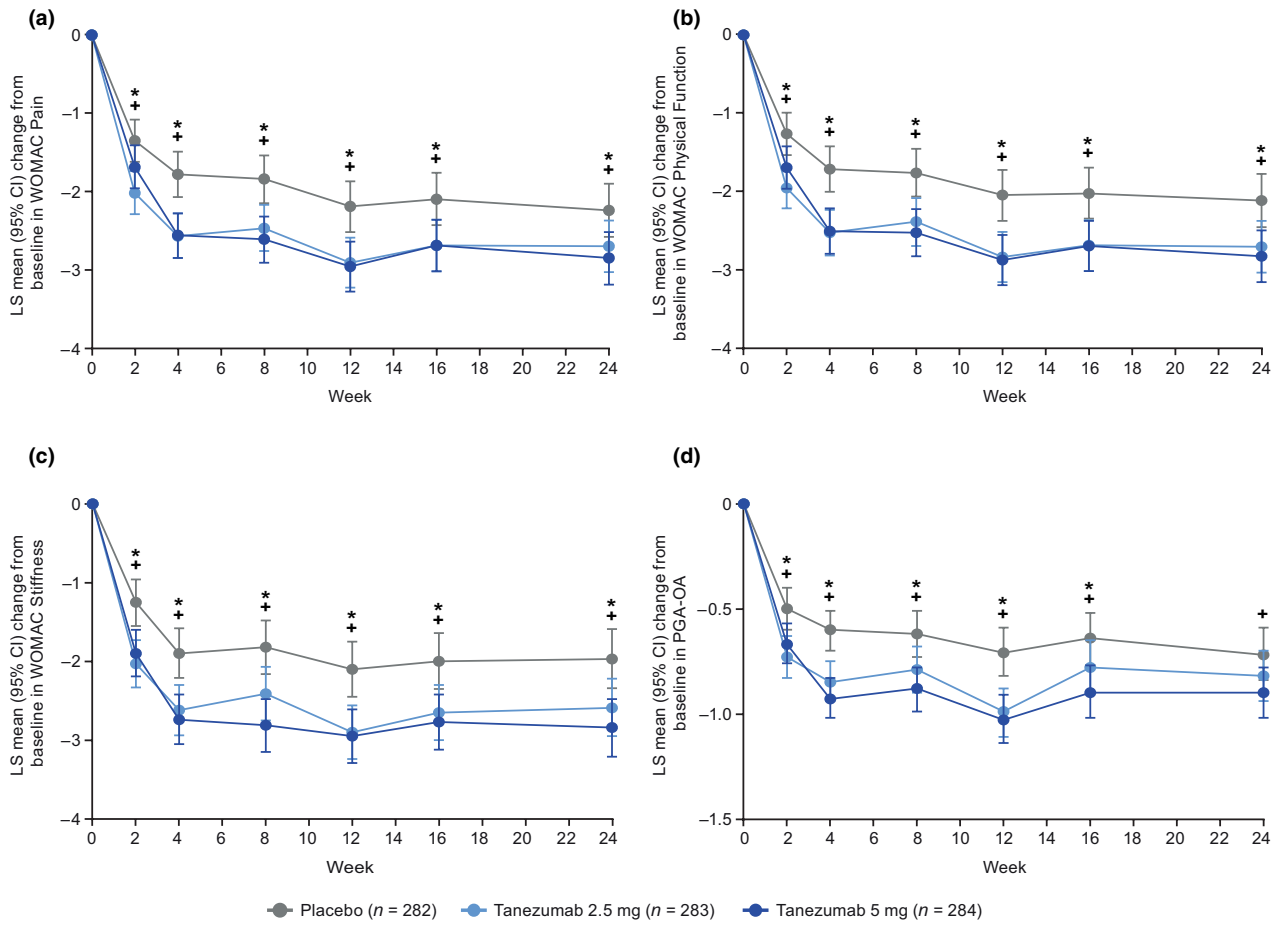 (a)
LS mean (95% CI) change from
baseline in WOMAC Pain
0
–1
–2
–3
–4
* + * + * + * + * + * +
0 2 4 6 8 10 12 14 16 18 20 22 24
Week
(b)
LS mean (95% CI) change from
baseline in WOMAC Physical Function
0
–1
–2
–3
–4
* + * + * + * + * + * +
0 2 4 6 8 10 12 14 16 18 20 22 24
Week
(c)
LS mean (95% CI) change from
baseline in WOMAC Stiffness
0
–1
–2
–3
–4
* + * + * + * + * + * +
0 2 4 6 8 10 12 14 16 18 20 22 24
Week
(d)
LS mean (95% CI) change from
baseline in PGA-OA
0
–0.5
–1.0
–1.5
* + * + * + * + * + +
0 2 4 6 8 10 12 14 16 18 20 22 24
Week
Placebo (n = 282) Tanezumab 2.5 mg (n = 283) Tanezumab 5 mg (n = 284)